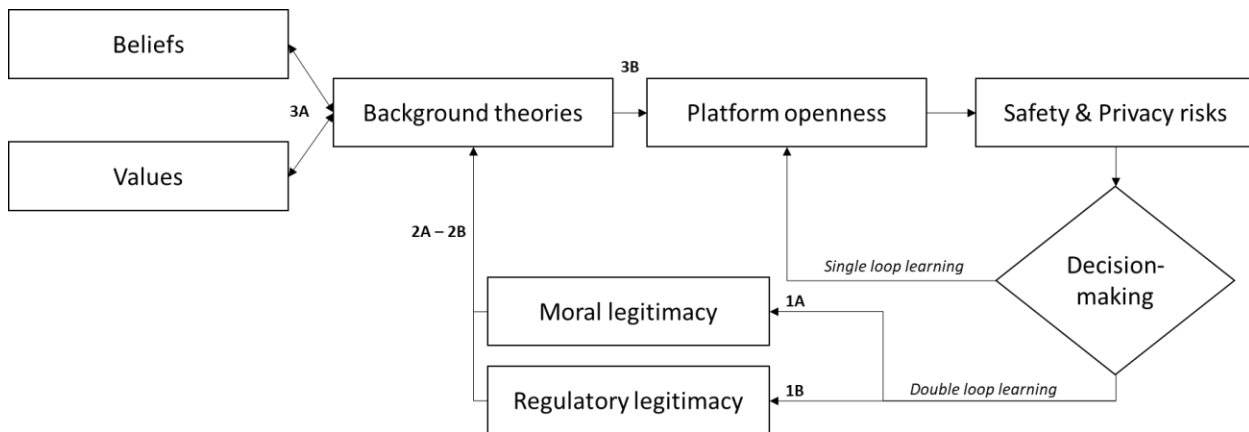 Beliefs
3B
3A
Background theories
Platform openness
Safety & Privacy risks
Values
2A – 2B
Single loop learning
Decision-
making
Moral legitimacy
1A
Regulatory legitimacy
1B
Double loop learning